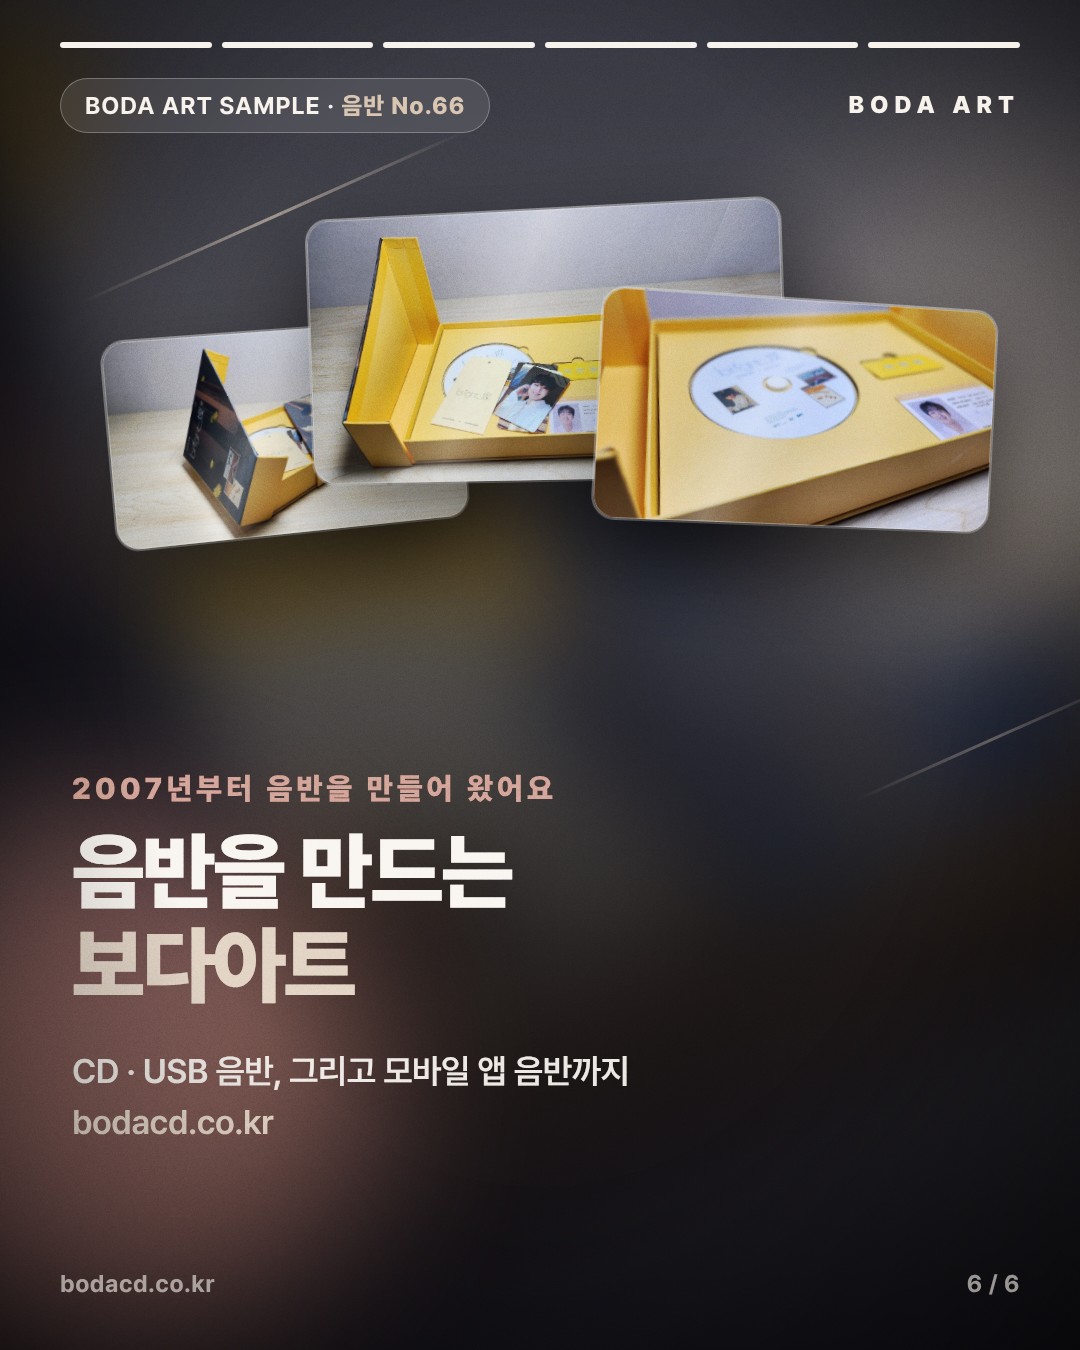 BODA ART SAMPLE · 음반 No.66
BODA ART
2007년부터 음반을 만들어 왔어요
음반을 만드는
보다아트
CD · USB 음반, 그리고 모바일 앱 음반까지
bodacd.co.kr
bodacd.co.kr
6 / 6